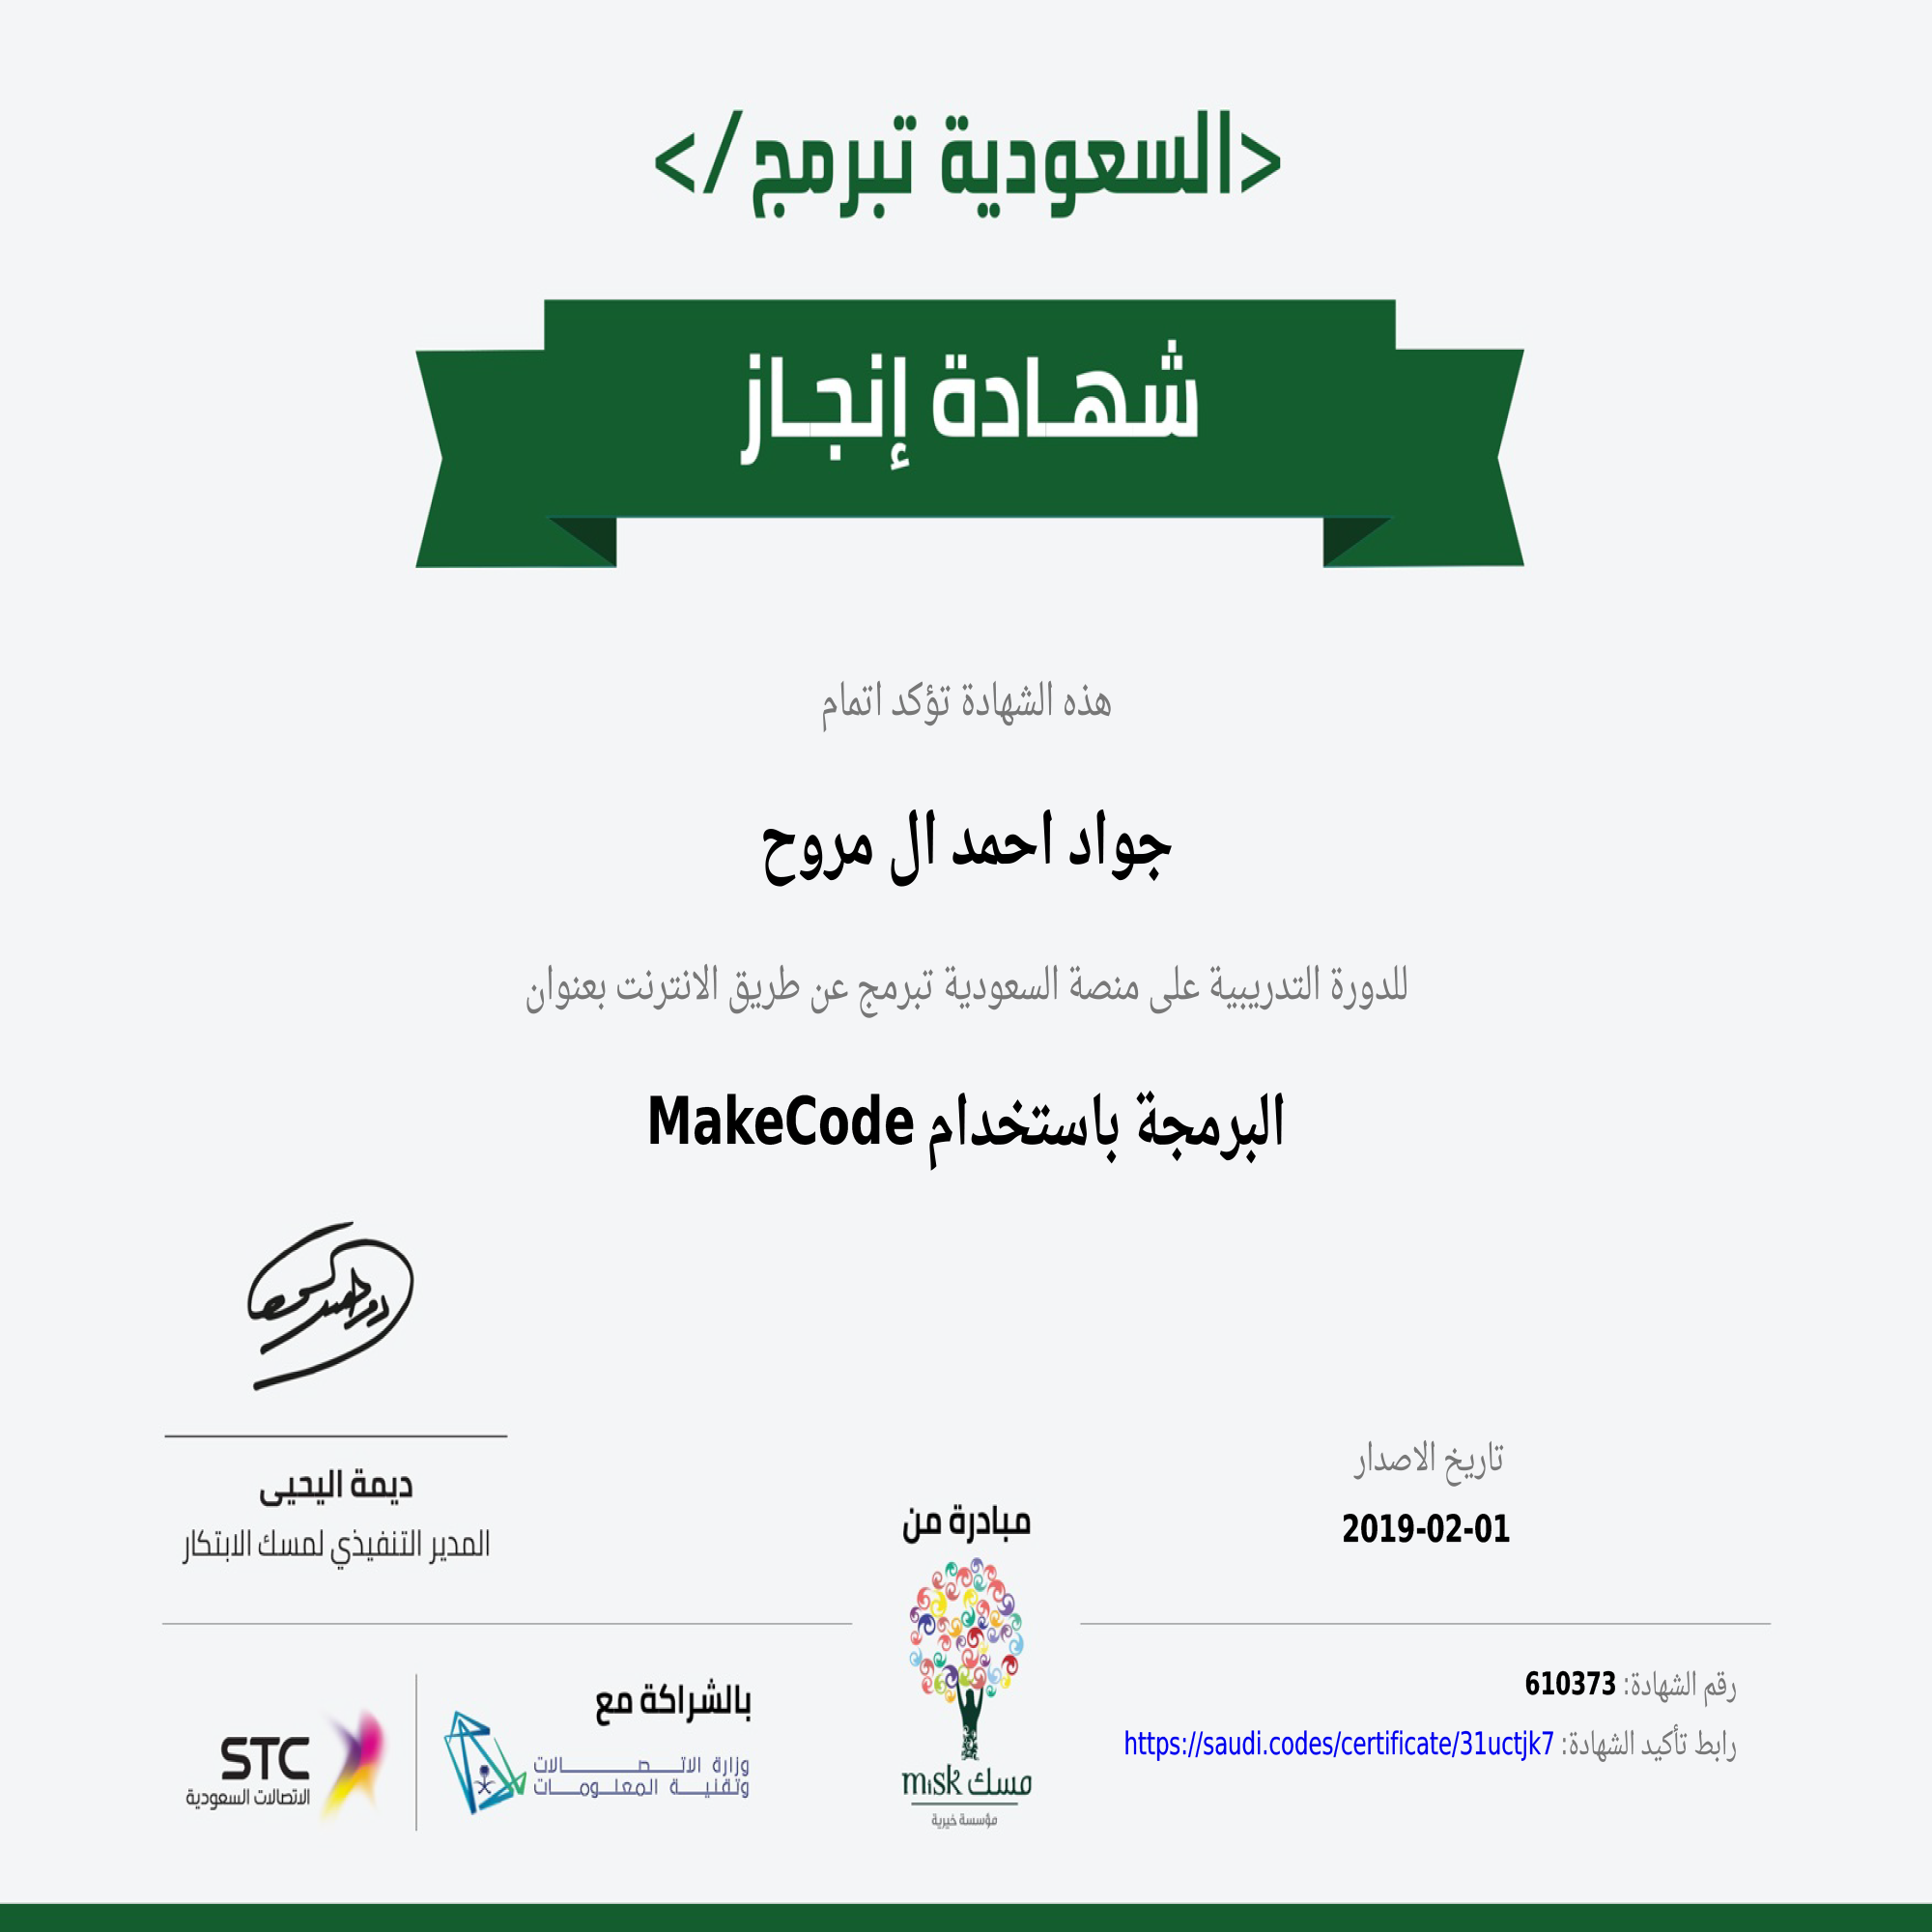 <السعودية تبرمج/>
شهـادة إنجـاز
هذه الشهادة تؤكد اتمام
جواد احمد ال مروح
للدورة التدريبية على منصة السعودية تبرمج عن طريق الانترنت بعنوان
البرمجة باستخدام MakeCode
تاريخ الاصدار
2019-02-01
ديمة اليحيى
المدير التنفيذي لمسك الابتكار
رقم الشهادة: 610373
رابط تأكيد الشهادة: https://saudi.codes/certificate/31uctjk7
مبادرة من
مسك misk
مؤسسة خيرية
بالشراكة مع
وزارة الاتـــصـــــــالات
وتقنيـــة المعلـــومـــات
STC
الاتصالات السعودية